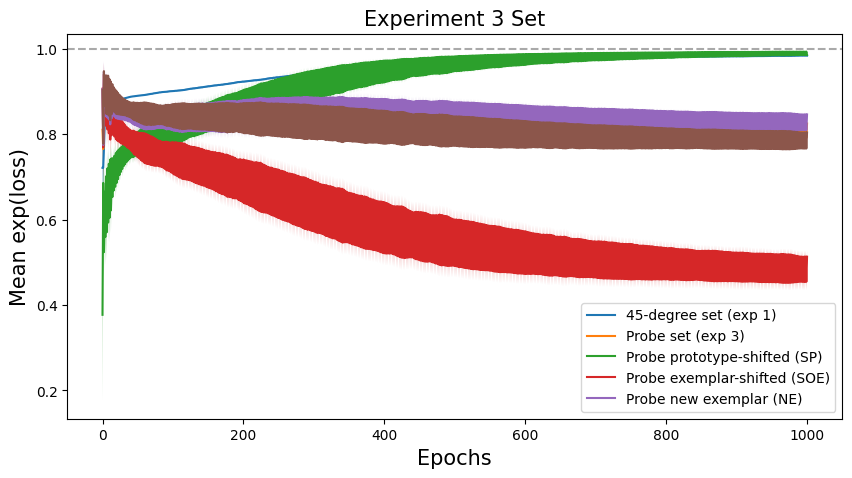 Experiment 3 Set
Mean exp(loss)
1.0
0.8
0.6
0.4
0.2
0
200
400
600
800
1000
Epochs
45-degree set (exp 1)
Probe set (exp 3)
Probe prototype-shifted (SP)
Probe exemplar-shifted (SOE)
Probe new exemplar (NE)